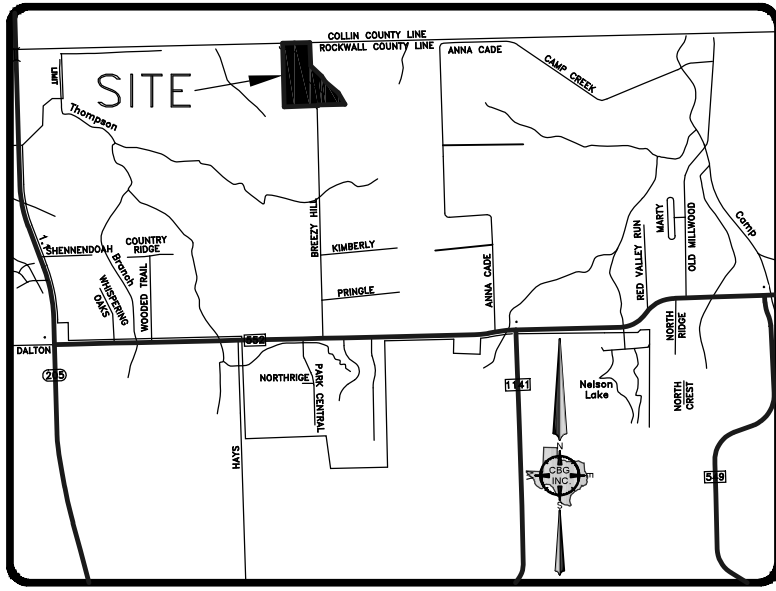 COLLIN COUNTY LINE
ROCKWALL COUNTY LINE
ANNA CADE
CAMP CREEK
LIMIT
SITE
Thompson
BREEZY HILL
KIMBERLY
PRINGLE
ANNA CADE
SHENNENDOAH
COUNTRY
RIDGE
Branch
WHISPERING
OAKS
WOODED TRAIL
RED VALLEY RUN
MARTY
OLD MILLWOOD
Camp
DALTON
205
552
NORTHRIGE
PARK CENTRAL
HAYS
1141
Nelson
Lake
NORTH
RIDGE
NORTH
CREST
549
N
W
E
S
CBG
INC.